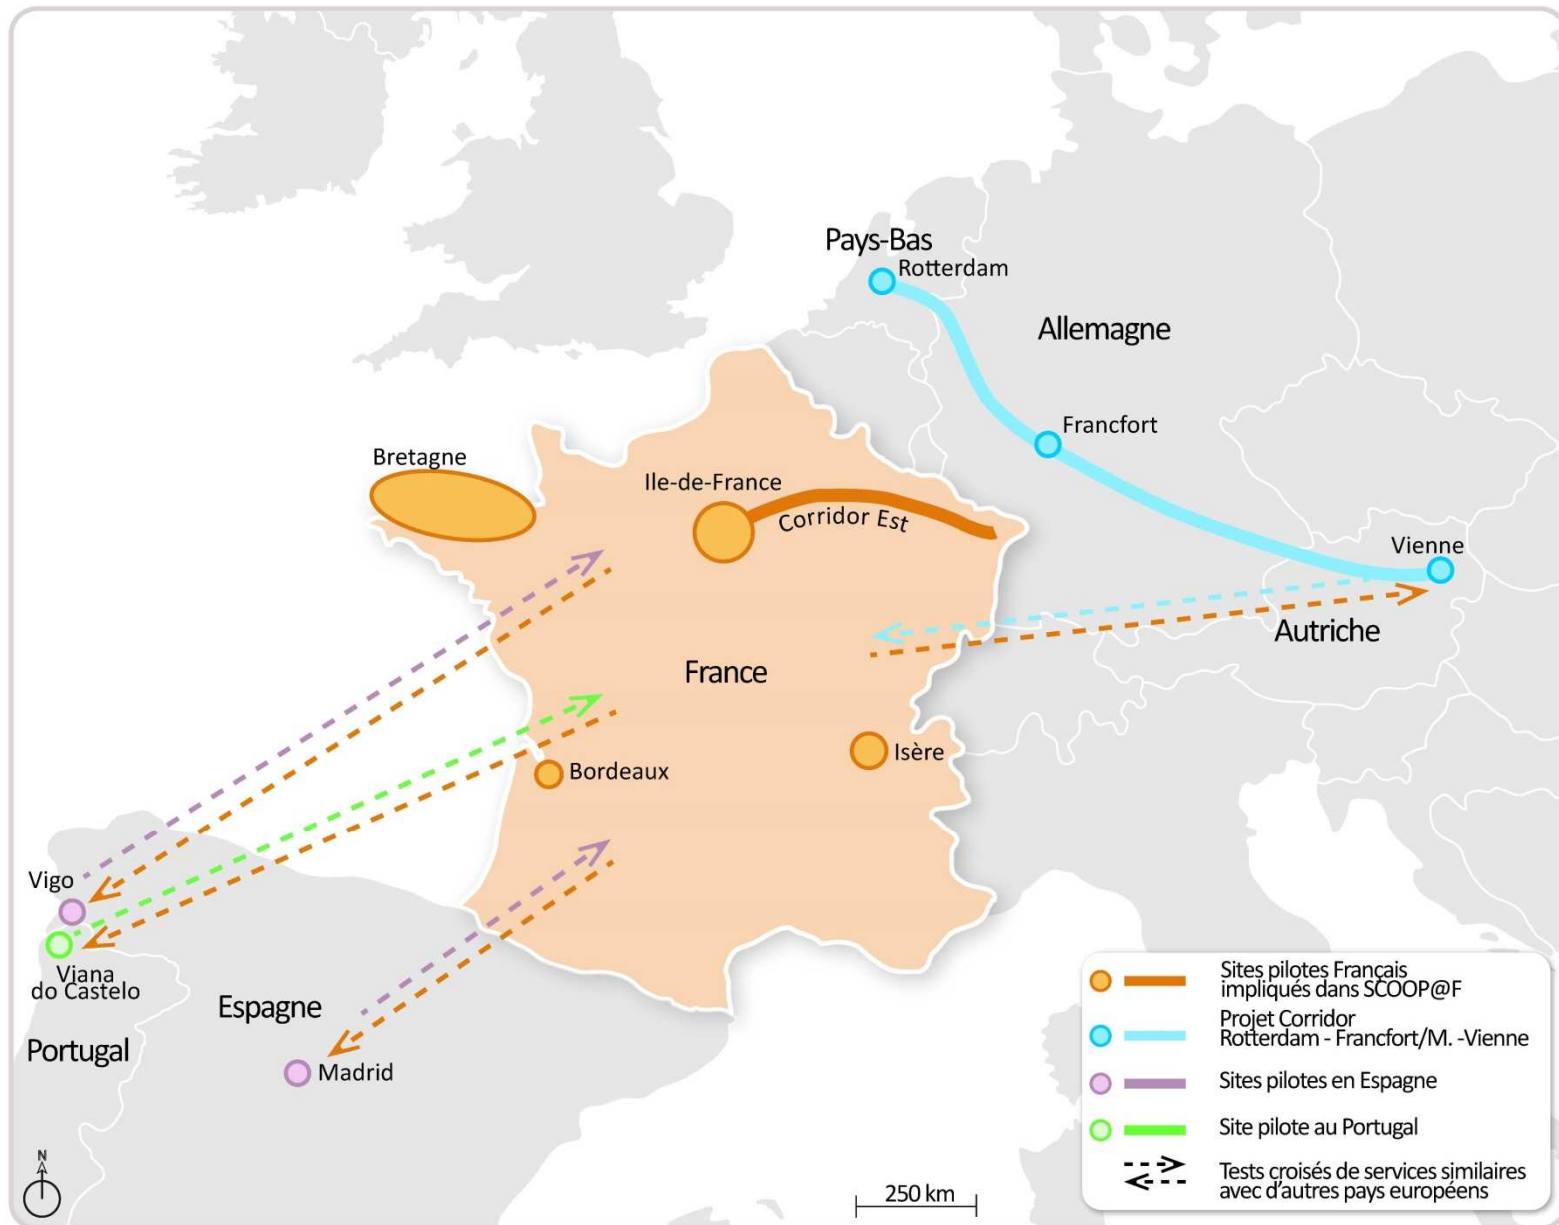 Pays-Bas
Rotterdam
Allemagne
Francfort
Bretagne
Ile-de-France
Corridor Est
Vienne
Autriche
France
Isère
Bordeaux
Vigo
Viana
do Castelo
Espagne
Portugal
Madrid
N
250 km
Sites pilotes Français
impliqués dans SCOOP@F
Projet Corridor
Rotterdam - Francfort/M. -Vienne
Sites pilotes en Espagne
Site pilote au Portugal
Tests croisés de services similaires
avec d'autres pays européens